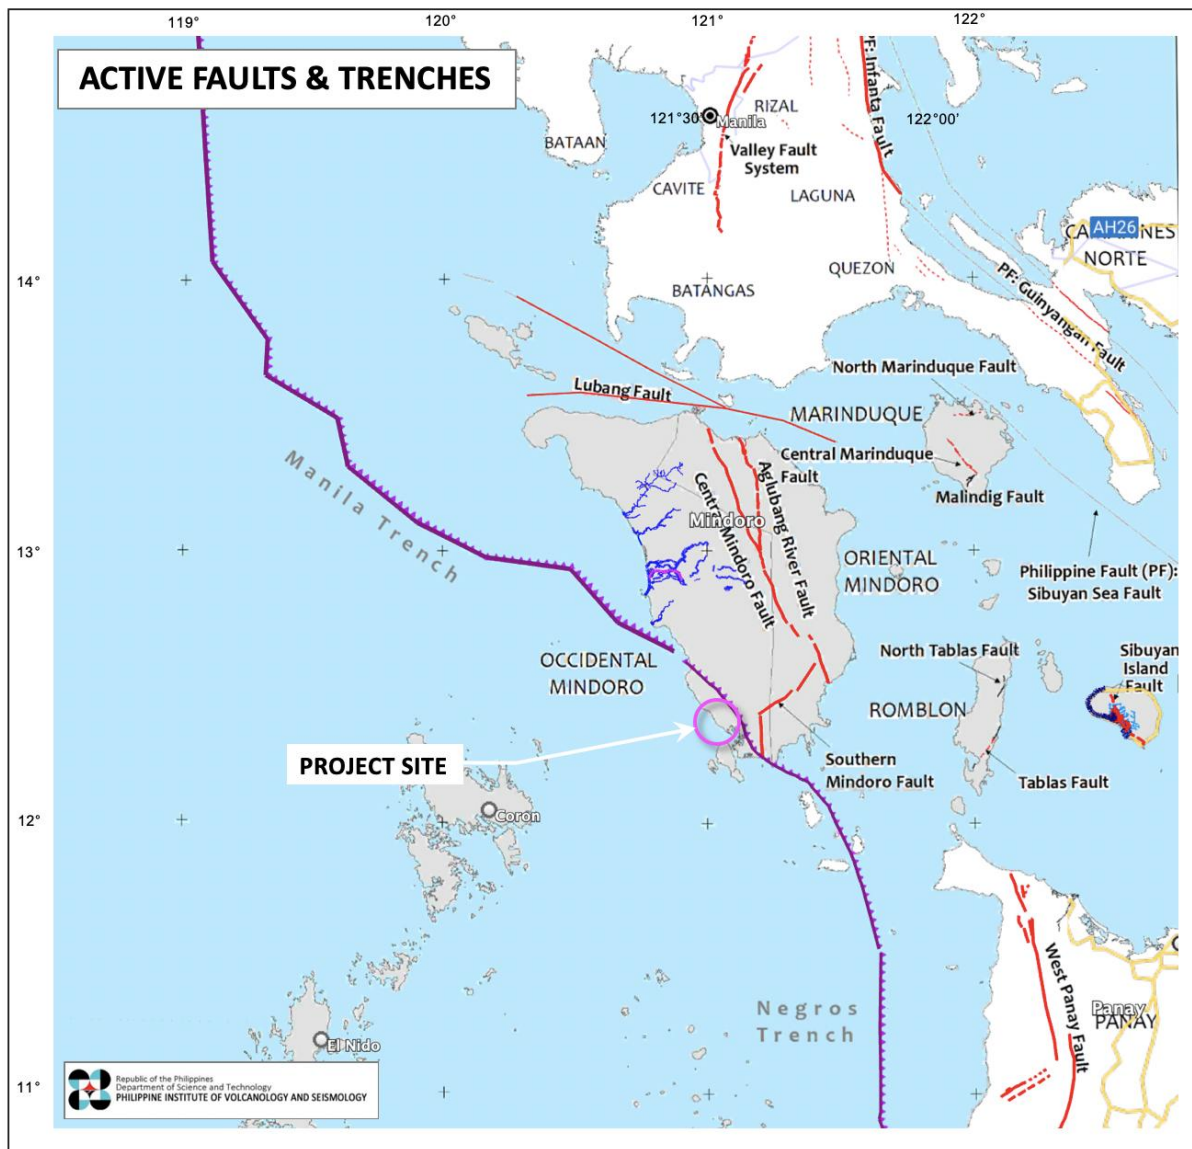 119°
120°
121°
122°
ACTIVE FAULTS & TRENCHES
PF: Infanta Fault
RIZAL
121°30'
Manila
122°00'
BATAAN
Valley Fault
System
CAVITE
LAGUNA
AH26
NORTE
QUEZON
14°
BATANGAS
PF: Guinyangan Fault
North Marinduque Fault
Lubang Fault
MARINDUQUE
Central Marinduque
Fault
Malindig Fault
Manila Trench
Aglubang River Fault
Central Mindoro Fault
Mindoro
13°
ORIENTAL
MINDORO
Philippine Fault (PF):
Sibuyan Sea Fault
OCCIDENTAL
MINDORO
North Tablas Fault
Sibuyan
Island
Fault
ROMBLON
PROJECT SITE
Southern
Mindoro Fault
Tablas Fault
12°
Coron
West Panay Fault
Negros
Trench
Panay
PANAY
El Nido
11°
Republic of the Philippines
Department of Science and Technology
PHILIPPINE INSTITUTE OF VOLCANOLOGY AND SEISMOLOGY